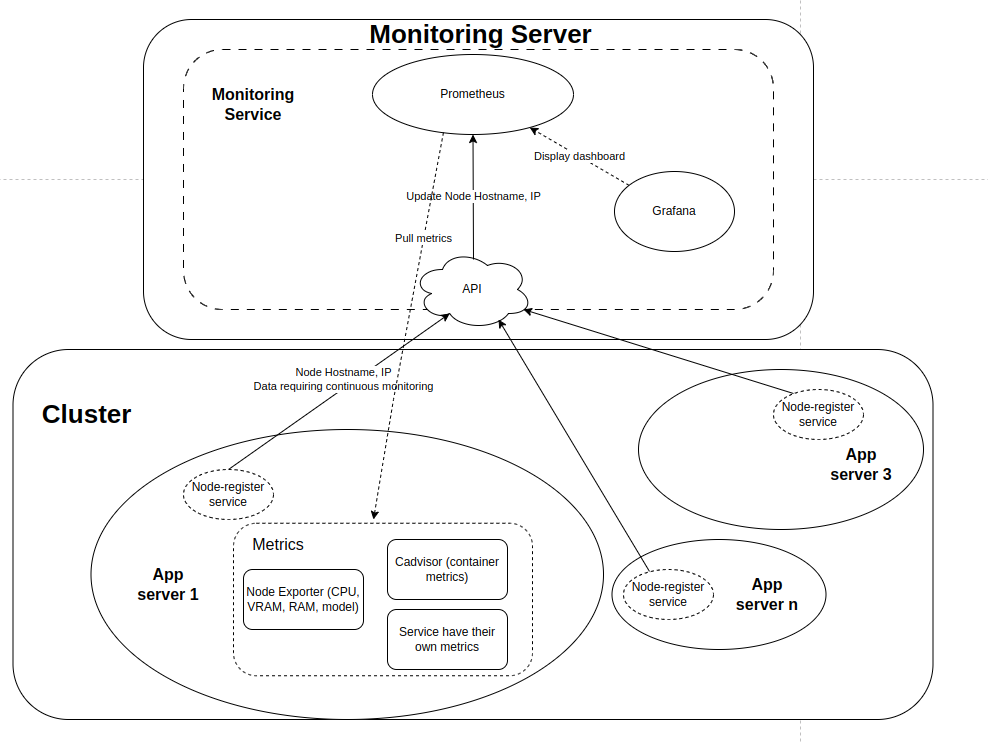 Monitoring Server
Monitoring
Service
Prometheus
Display dashboard
Update Node Hostname, IP
Grafana
Pull metrics
API
Node Hostname, IP
Data requiring continuous monitoring
Cluster
Node-register
service
App
server 3
Node-register
service
Metrics
Cadvisor (container
metrics)
App
server 1
Node Exporter (CPU,
VRAM, RAM, model)
Service have their
own metrics
Node-register
service
App
server n